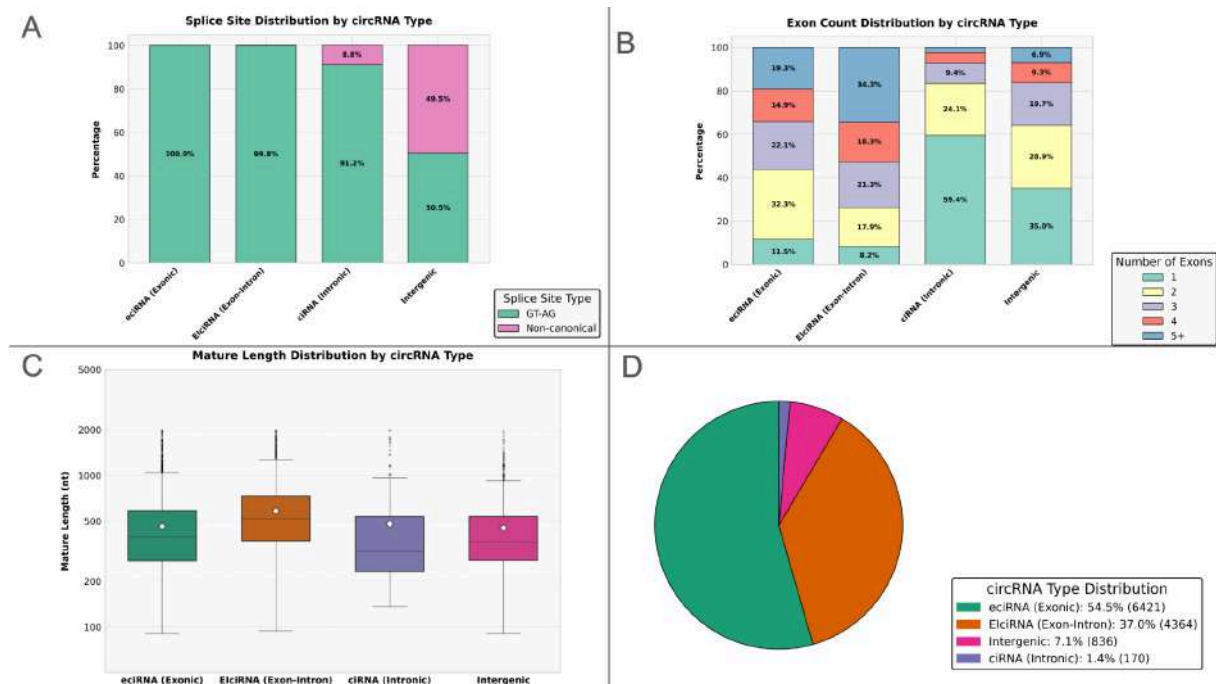 A
Splice Site Distribution by circRNA Type
Percentage
100
80
60
40
20
0
8.8%
49.5%
100.0%
99.8%
91.2%
50.5%
eciRNA (Exonic)
EIciRNA (Exon-Intron)
ciRNA (Intronic)
Intergenic
Splice Site Type
GT-AG
Non-canonical
B
Exon Count Distribution by circRNA Type
Percentage
100
80
60
40
20
0
19.3%
14.9%
22.1%
32.3%
11.5%
34.3%
18.3%
21.3%
17.9%
8.2%
9.4%
24.1%
59.4%
6.9%
9.3%
19.7%
28.9%
35.0%
eciRNA (Exonic)
EIciRNA (Exon-Intron)
ciRNA (Intronic)
Intergenic
Number of Exons
1
2
3
4
5+
C
Mature Length Distribution by circRNA Type
Mature Length (nt)
5000
2000
1000
500
200
100
eciRNA (Exonic)
EIciRNA (Exon-Intron)
ciRNA (Intronic)
Intergenic
D
circRNA Type Distribution
eciRNA (Exonic): 54.5% (6421)
EIciRNA (Exon-Intron): 37.0% (4364)
Intergenic: 7.1% (836)
ciRNA (Intronic): 1.4% (170)